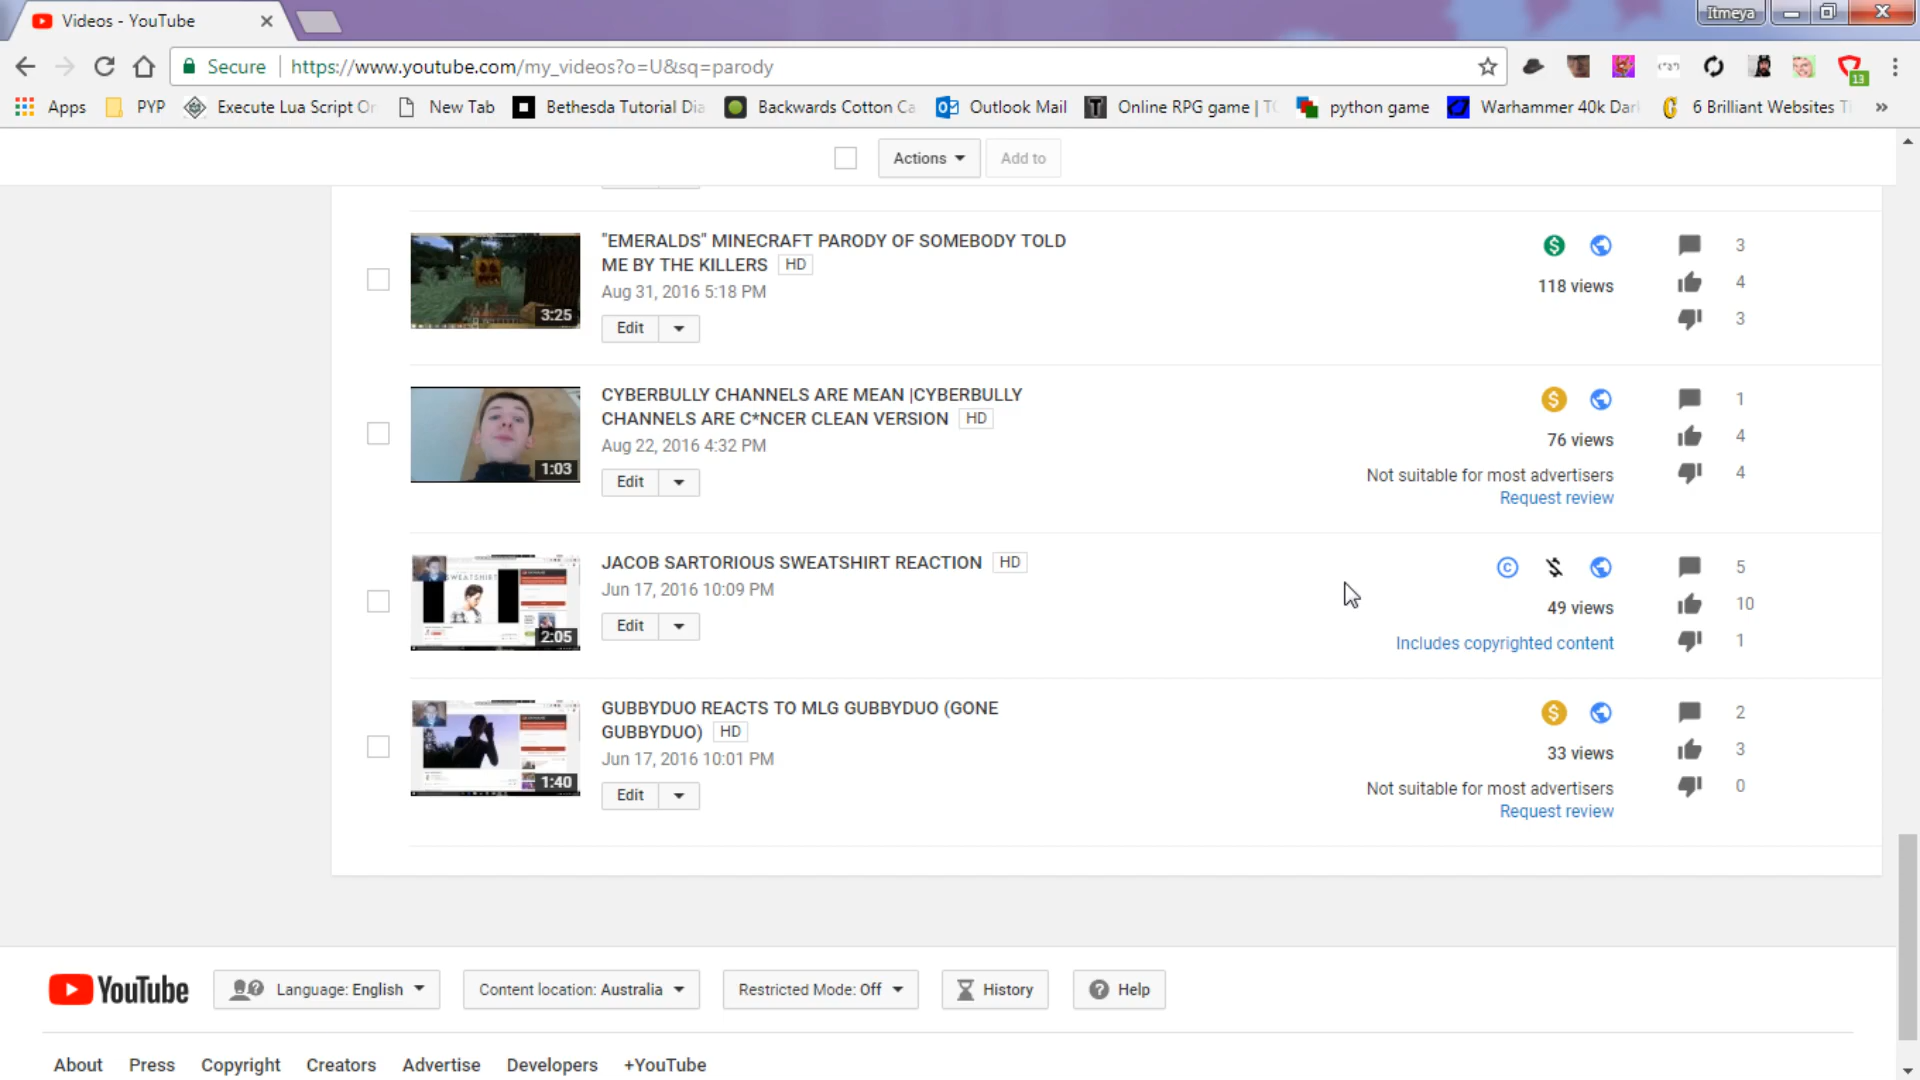 Videos - YouTube
Itmeya
Secure https://www.youtube.com/my_videos?o=U&sq=parody
13
Apps PYP Execute Lua Script Or New Tab Bethesda Tutorial Dia Backwards Cotton Ca Outlook Mail Online RPG game | TO python game Warhammer 40k Dark 6 Brilliant Websites T »
Actions Add to
"EMERALDS" MINECRAFT PARODY OF SOMEBODY TOLD
ME BY THE KILLERS HD
Aug 31, 2016 5:18 PM
3:25
Edit
118 views
3
4
3
CYBERBULLY CHANNELS ARE MEAN |CYBERBULLY
CHANNELS ARE C*NCER CLEAN VERSION HD
Aug 22, 2016 4:32 PM
1:03
Edit
76 views
Not suitable for most advertisers
Request review
1
4
4
JACOB SARTORIOUS SWEATSHIRT REACTION HD
Jun 17, 2016 10:09 PM
SWEATSHIRT
2:05
Edit
49 views
Includes copyrighted content
5
10
1
GUBBYDUO REACTS TO MLG GUBBYDUO (GONE
GUBBYDUO) HD
Jun 17, 2016 10:01 PM
1:40
Edit
33 views
Not suitable for most advertisers
Request review
2
3
0
YouTube Language: English Content location: Australia Restricted Mode: Off History Help
About Press Copyright Creators Advertise Developers +YouTube